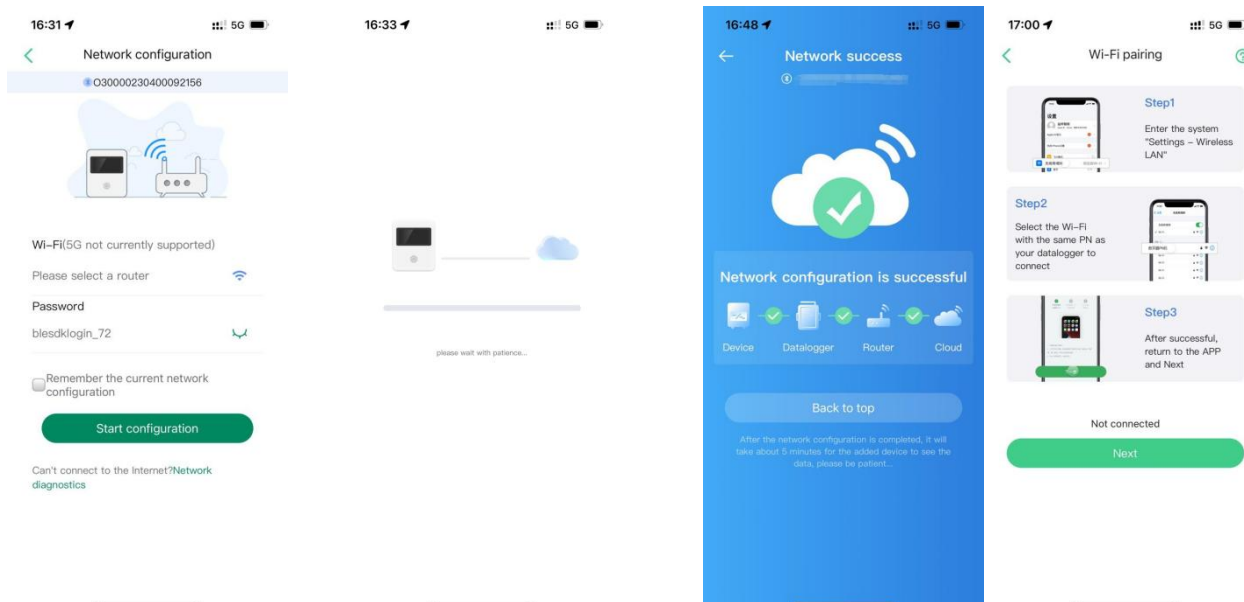 16:31
5G
Network configuration
O30000230400092156
Wi-Fi(5G not currently supported)
Please select a router
Password
blesdklogin_72
Remember the current network
configuration
Start configuration
Can't connect to the Internet?Network
diagnostics
16:33
5G
please wait with patience...
16:48
5G
Network success
Network configuration is successful
Device
Datalogger
Router
Cloud
Back to top
After the network configuration is completed, it will
take about 5 minutes for the added device to see the
data, please be patient...
17:00
5G
Wi-Fi pairing
Step1
Enter the system
"Settings – Wireless
LAN"
设置
Step2
Select the Wi-Fi
with the same PN as
your datalogger to
connect
Step3
After successful,
return to the APP
and Next
Not connected
Next